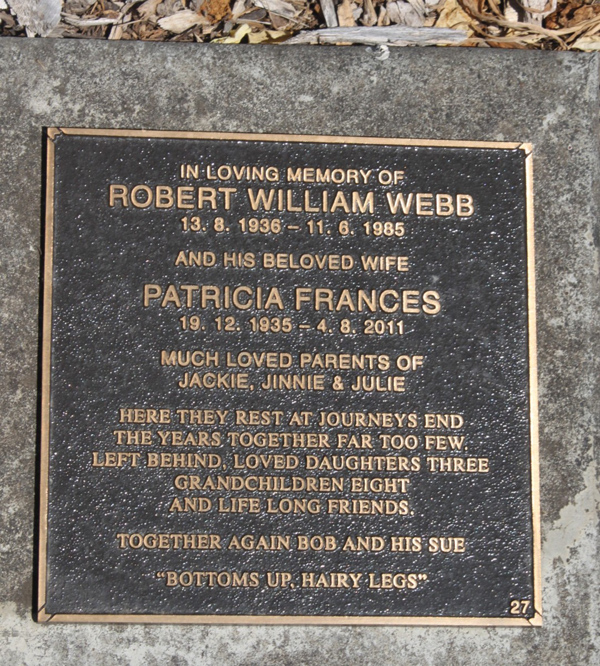 IN LOVING MEMORY OF
ROBERT WILLIAM WEBB
13. 8. 1936 – 11. 6. 1985
AND HIS BELOVED WIFE
PATRICIA FRANCES
19. 12. 1935 – 4. 8. 2011
MUCH LOVED PARENTS OF
JACKIE, JINNIE & JULIE
HERE THEY REST AT JOURNEYS END
THE YEARS TOGETHER FAR TOO FEW.
LEFT BEHIND, LOVED DAUGHTERS THREE
GRANDCHILDREN EIGHT
AND LIFE LONG FRIENDS.
TOGETHER AGAIN BOB AND HIS SUE
“BOTTOMS UP, HAIRY LEGS”
27